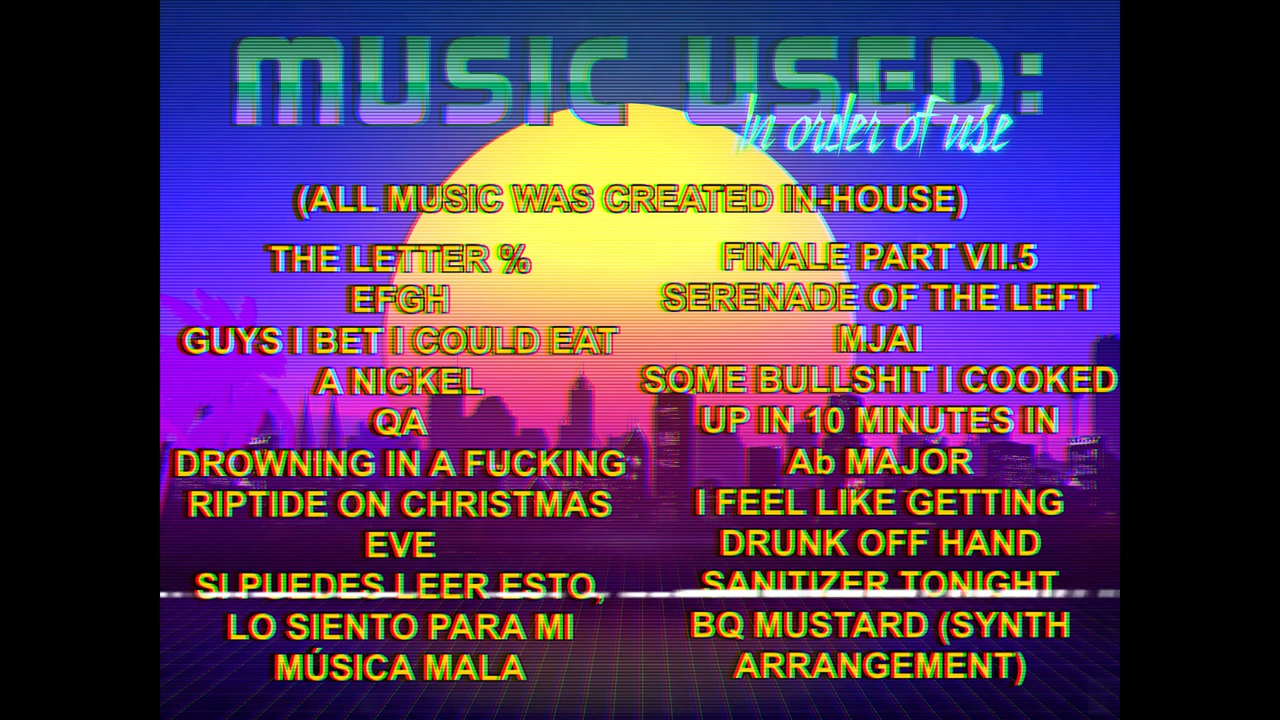 MUSIC USED:
In order of use
(ALL MUSIC WAS CREATED IN-HOUSE)
THE LETTER %
EFGH
GUYS I BET I COULD EAT
A NICKEL
QA
DROWNING IN A FUCKING
RIPTIDE ON CHRISTMAS
EVE
SI PUEDES LEER ESTO,
LO SIENTO PARA MI
MÚSICA MALA
FINALE PART VII.5
SERENADE OF THE LEFT
MJAI
SOME BULLSHIT I COOKED
UP IN 10 MINUTES IN
Ab MAJOR
I FEEL LIKE GETTING
DRUNK OFF HAND
SANITIZER TONIGHT
BQ MUSTARD (SYNTH
ARRANGEMENT)